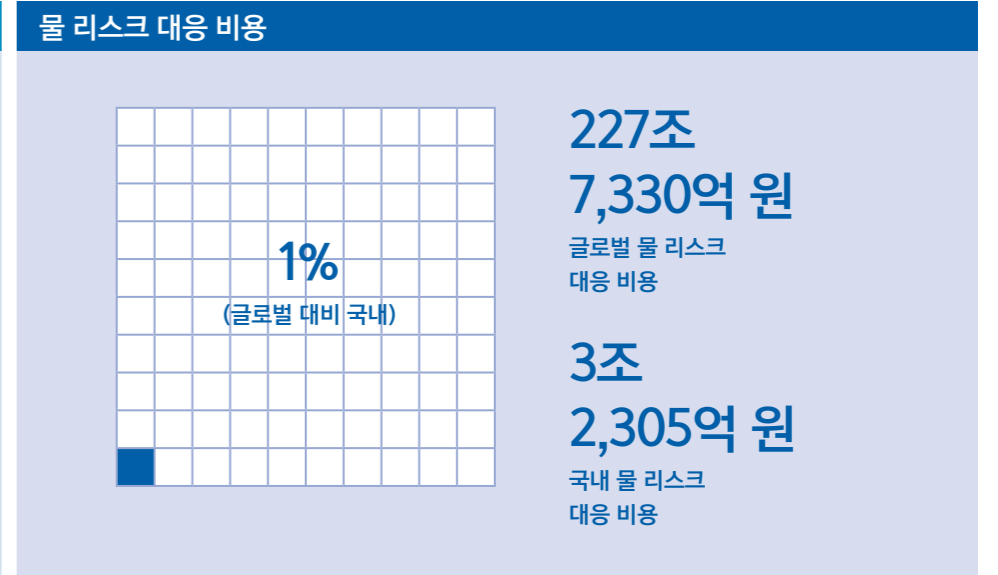 물 리스크 대응 비용
1%
(글로벌 대비 국내)
227조
7,330억 원
글로벌 물 리스크
대응 비용
3조
2,305억 원
국내 물 리스크
대응 비용